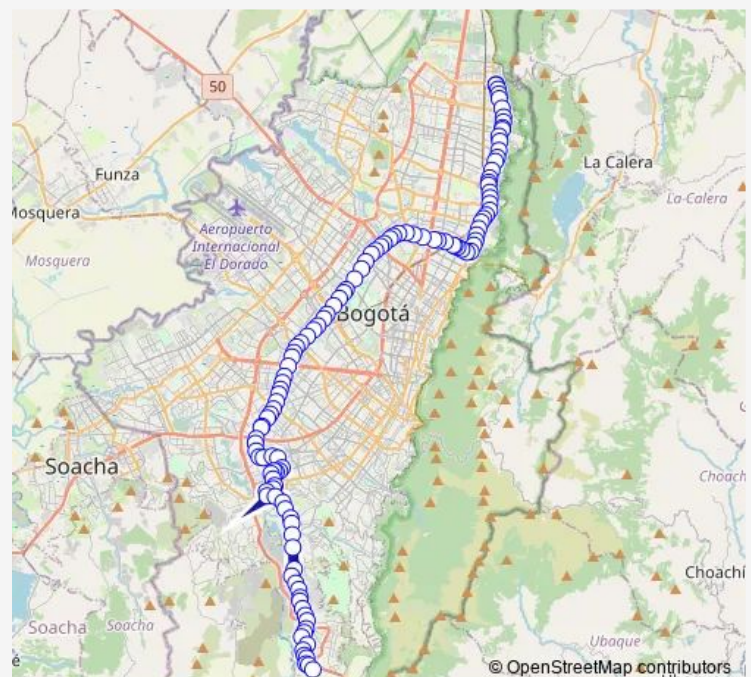 50
La Calera
Funza
Mosquera
La-Calera
Aeropuerto
Internacional
El Dorado
Mosquera
Bogotá
Soacha
Choach
Choachí
Soacha
Soacha
Ubaque
é
© OpenStreetMap contributors